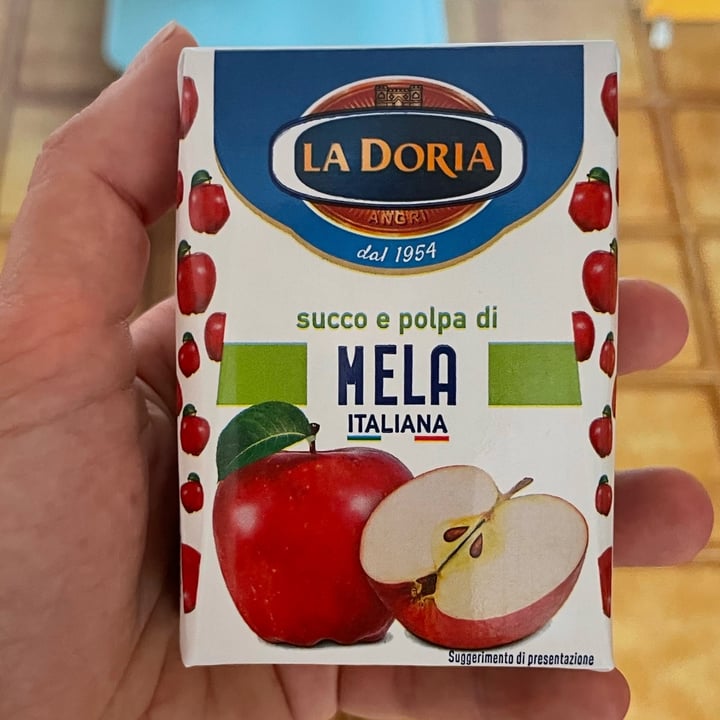 LA DORIA
ANGRI
dal 1954
succo e polpa di
MELA
ITALIANA
Suggerimento di presentazione